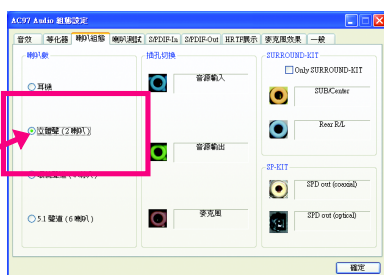 AC97 Audio 組態設定
音效 等化器 喇叭組態 喇叭測試 S/PDIF-In S/PDIF-Out HRTF展示 麥克風效果 一般
喇叭數
耳機
立體聲 (2 喇叭)
5.1 聲道 (6 喇叭)
插孔切換
音源輸入
音源輸出
麥克風
SURROUND-KIT
Only SURROUND-KIT
SUB/Center
Rear R/L
SP-KIT
SPD out (coaxial)
SPD out (optical)
確定